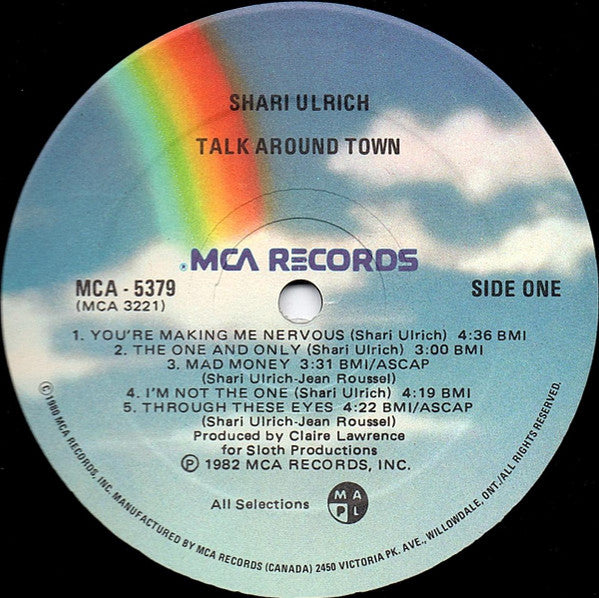 SHARI ULRICH
TALK AROUND TOWN
MCA RECORDS
MCA - 5379
(MCA 3221)
SIDE ONE
1. YOU'RE MAKING ME NERVOUS (Shari Ulrich) 4:36 BMI
2. THE ONE AND ONLY (Shari Ulrich) 3:00 BMI
3. MAD MONEY 3:31 BMI/ASCAP
(Shari Ulrich-Jean Roussel)
4. I'M NOT THE ONE (Shari Ulrich) 4:19 BMI
5. THROUGH THESE EYES 4:22 BMI/ASCAP
(Shari Ulrich-Jean Roussel)
Produced by Claire Lawrence
for Sloth Productions
℗ 1982 MCA RECORDS, INC.
All Selections
M A
P L
©1980 MCA RECORDS, INC. MANUFACTURED BY MCA RECORDS (CANADA) 2450 VICTORIA PK. AVE., WILLOWDALE, ONT./ALL RIGHTS RESERVED.